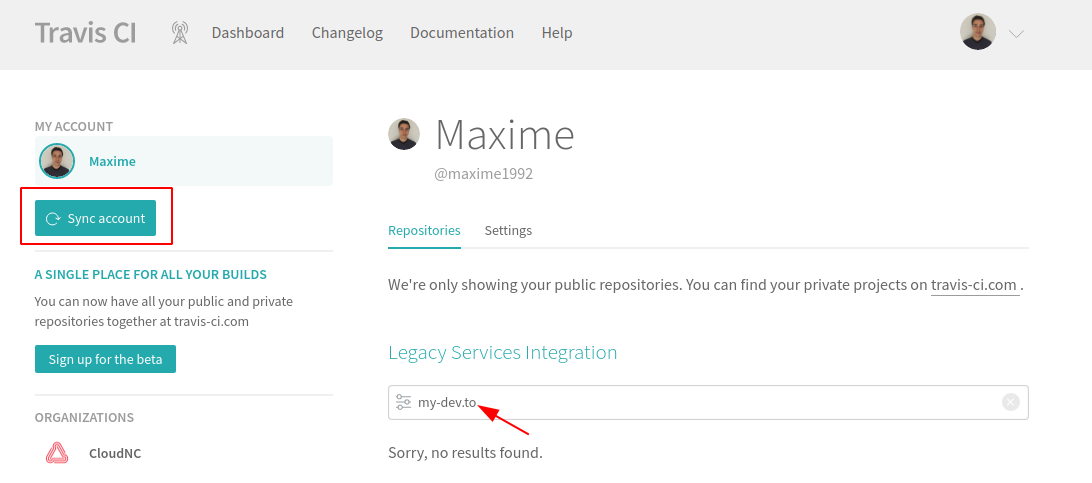 Travis CI Dashboard Changelog Documentation Help
MY ACCOUNT
Maxime
Sync account
A SINGLE PLACE FOR ALL YOUR BUILDS
You can now have all your public and private
repositories together at travis-ci.com
Sign up for the beta
ORGANIZATIONS
CloudNC
Maxime
@maxime1992
Repositories Settings
We're only showing your public repositories. You can find your private projects on travis-ci.com .
Legacy Services Integration
my-dev.to
Sorry, no results found.